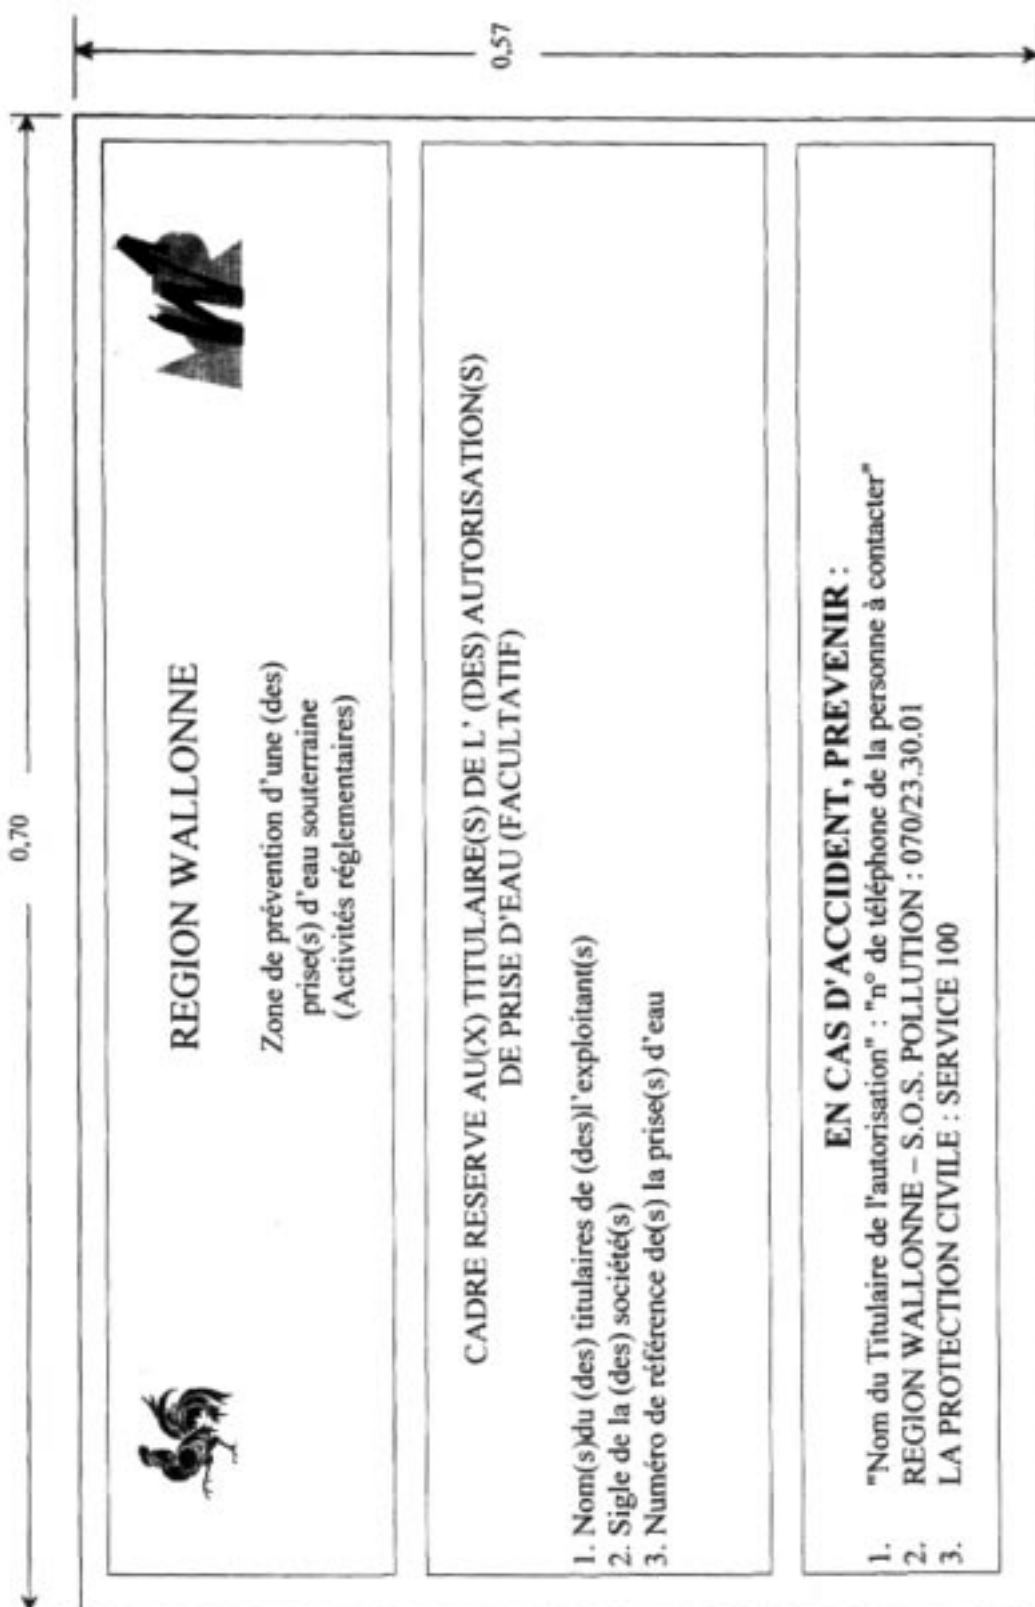 0,70
0,57
REGION WALLONNE
Zone de prévention d'une (des)
prise(s) d'eau souterraine
(Activités réglementaires)
CADRE RESERVE AU(X) TITULAIRE(S) DE L' (DES) AUTORISATION(S)
DE PRISE D'EAU (FACULTATIF)
1. Nom(s)du (des) titulaires de (des)l'exploitant(s)
2. Sigle de la (des) société(s)
3. Numéro de référence de(s) la prise(s) d'eau
EN CAS D'ACCIDENT, PREVENIR :
1. "Nom du Titulaire de l'autorisation" : "n° de téléphone de la personne à contacter"
2. REGION WALLONNE – S.O.S. POLLUTION : 070/23.30.01
3. LA PROTECTION CIVILE : SERVICE 100